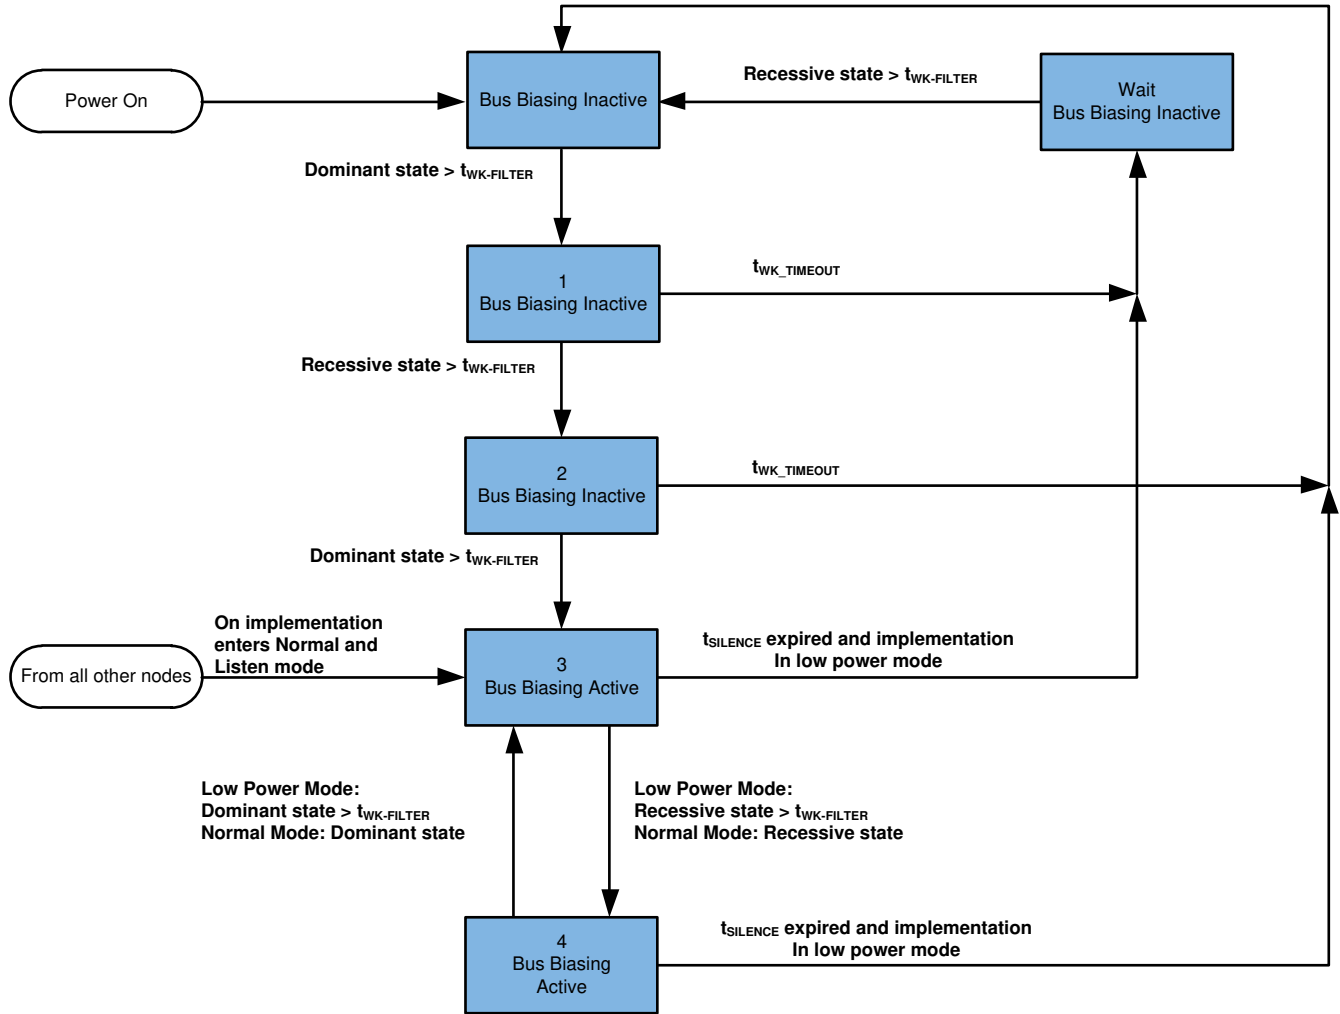 Power On
Bus Biasing Inactive
Recessive state > tWK-FILTER
Wait
Bus Biasing Inactive
Dominant state > tWK-FILTER
1
Bus Biasing Inactive
tWK_TIMEOUT
Recessive state > tWK-FILTER
2
Bus Biasing Inactive
tWK_TIMEOUT
Dominant state > tWK-FILTER
From all other nodes
On implementation
enters Normal and
Listen mode
3
Bus Biasing Active
tSILENCE expired and implementation
In low power mode
Low Power Mode:
Dominant state > tWK-FILTER
Normal Mode: Dominant state
Low Power Mode:
Recessive state > tWK-FILTER
Normal Mode: Recessive state
4
Bus Biasing
Active
tSILENCE expired and implementation
In low power mode